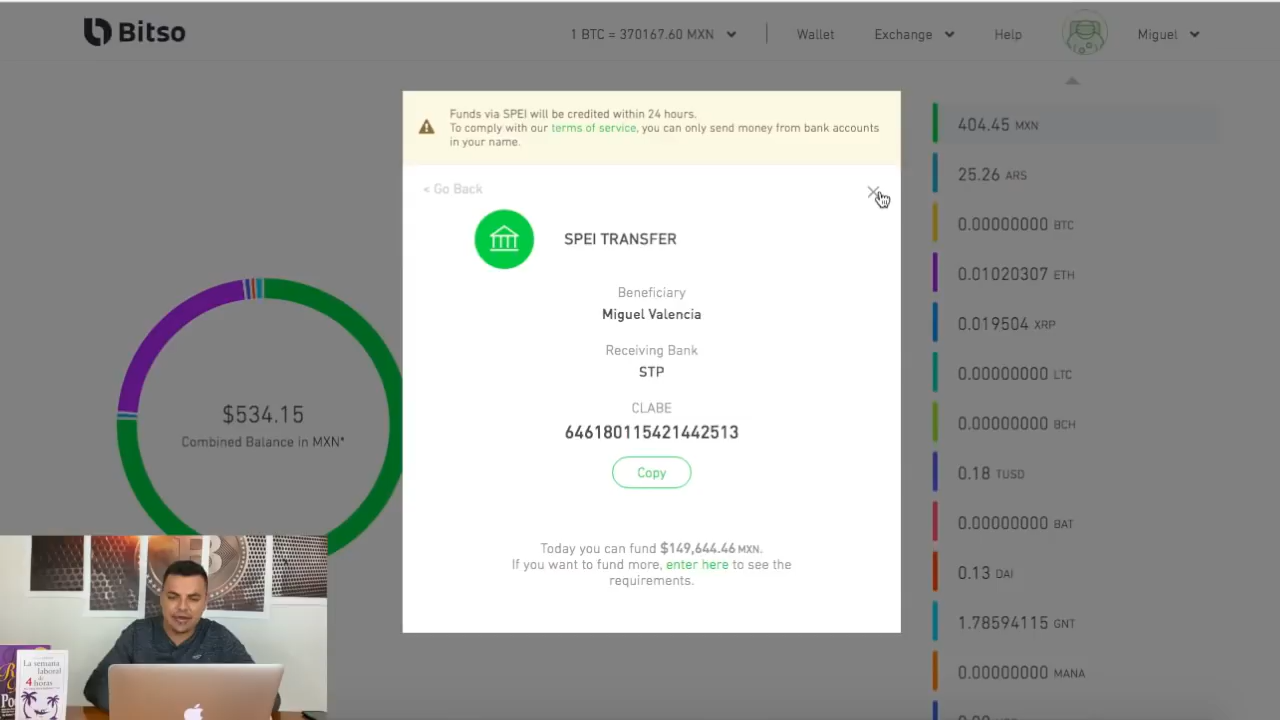 Bitso
1 BTC = 370167.60 MXN
Wallet
Exchange
Help
Miguel
Funds via SPEI will be credited within 24 hours.
To comply with our terms of service, you can only send money from bank accounts
in your name.
< Go Back
SPEI TRANSFER
Beneficiary
Miguel Valencia
Receiving Bank
STP
CLABE
646180115421442513
Copy
Today you can fund $149,644.46 MXN.
If you want to fund more, enter here to see the
requirements.
$534.15
Combined Balance in MXN*
404.45 MXN
25.26 ARS
0.00000000 BTC
0.01020307 ETH
0.019504 XRP
0.00000000 LTC
0.00000000 BCH
0.18 TUSD
0.00000000 BAT
0.13 DAI
1.78594115 GNT
0.00000000 MANA
La semana
laboral
de
4 horas